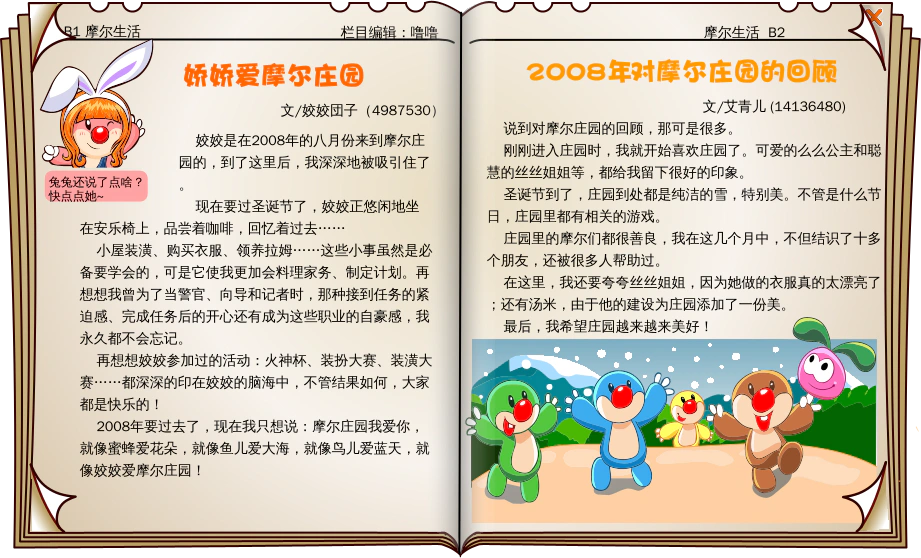 B1 摩尔生活
栏目编辑：噜噜
娇娇爱摩尔庄园
文/姣姣团子（4987530）
姣姣是在2008年的八月份来到摩尔庄
园的，到了这里后，我深深地被吸引住了
。
兔兔还说了点啥？
快点点她~
现在要过圣诞节了，姣姣正悠闲地坐
在安乐椅上，品尝着咖啡，回忆着过去……
小屋装潢、购买衣服、领养拉姆……这些小事虽然是必
备要学会的，可是它使我更加会料理家务、制定计划。再
想想我曾为了当警官、向导和记者时，那种接到任务的紧
迫感、完成任务后的开心还有成为这些职业的自豪感，我
永久都不会忘记。
再想想姣姣参加过的活动：火神杯、装扮大赛、装潢大
赛……都深深的印在姣姣的脑海中，不管结果如何，大家
都是快乐的！
2008年要过去了，现在我只想说：摩尔庄园我爱你，
就像蜜蜂爱花朵，就像鱼儿爱大海，就像鸟儿爱蓝天，就
像姣姣爱摩尔庄园！
摩尔生活 B2
2008年对摩尔庄园的回顾
文/艾青儿 (14136480)
说到对摩尔庄园的回顾，那可是很多。
刚刚进入庄园时，我就开始喜欢庄园了。可爱的么么公主和聪
慧的丝丝姐姐等，都给我留下很好的印象。
圣诞节到了，庄园到处都是纯洁的雪，特别美。不管是什么节
日，庄园里都有相关的游戏。
庄园里的摩尔们都很善良，我在这几个月中，不但结识了十多
个朋友，还被很多人帮助过。
在这里，我还要夸夸丝丝姐姐，因为她做的衣服真的太漂亮了
；还有汤米，由于他的建设为庄园添加了一份美。
最后，我希望庄园越来越来美好！